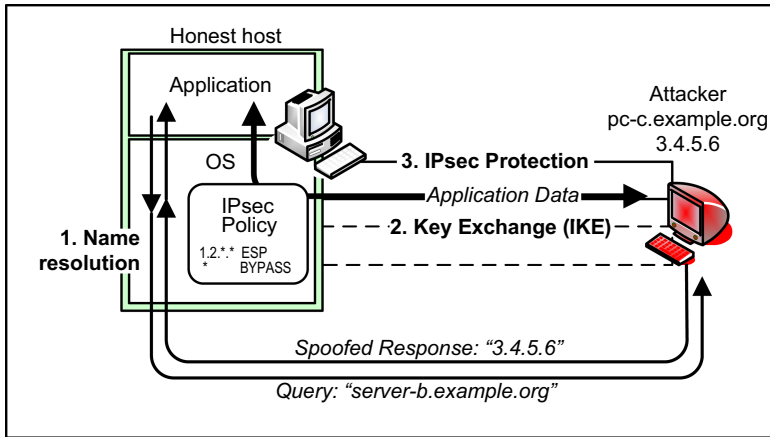 Honest host
Application
Attacker
pc-c.example.org
3.4.5.6
OS
3. IPsec Protection
Application Data
IPsec
Policy
1.2.*.* ESP
* BYPASS
2. Key Exchange (IKE)
1. Name
resolution
Spoofed Response: “3.4.5.6”
Query: “server-b.example.org”